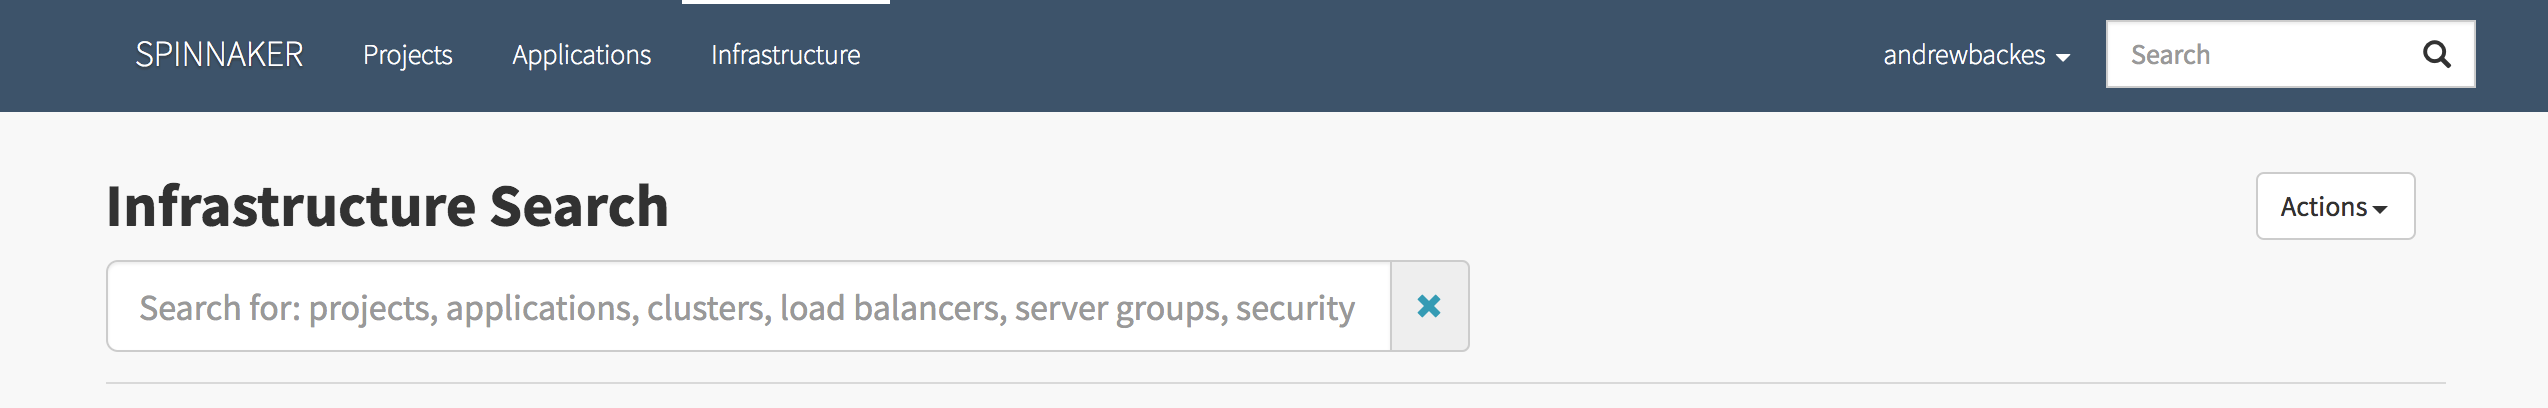 SPINNAKER Projects Applications Infrastructure andrewbackes Search
Infrastructure Search Actions
Search for: projects, applications, clusters, load balancers, server groups, security